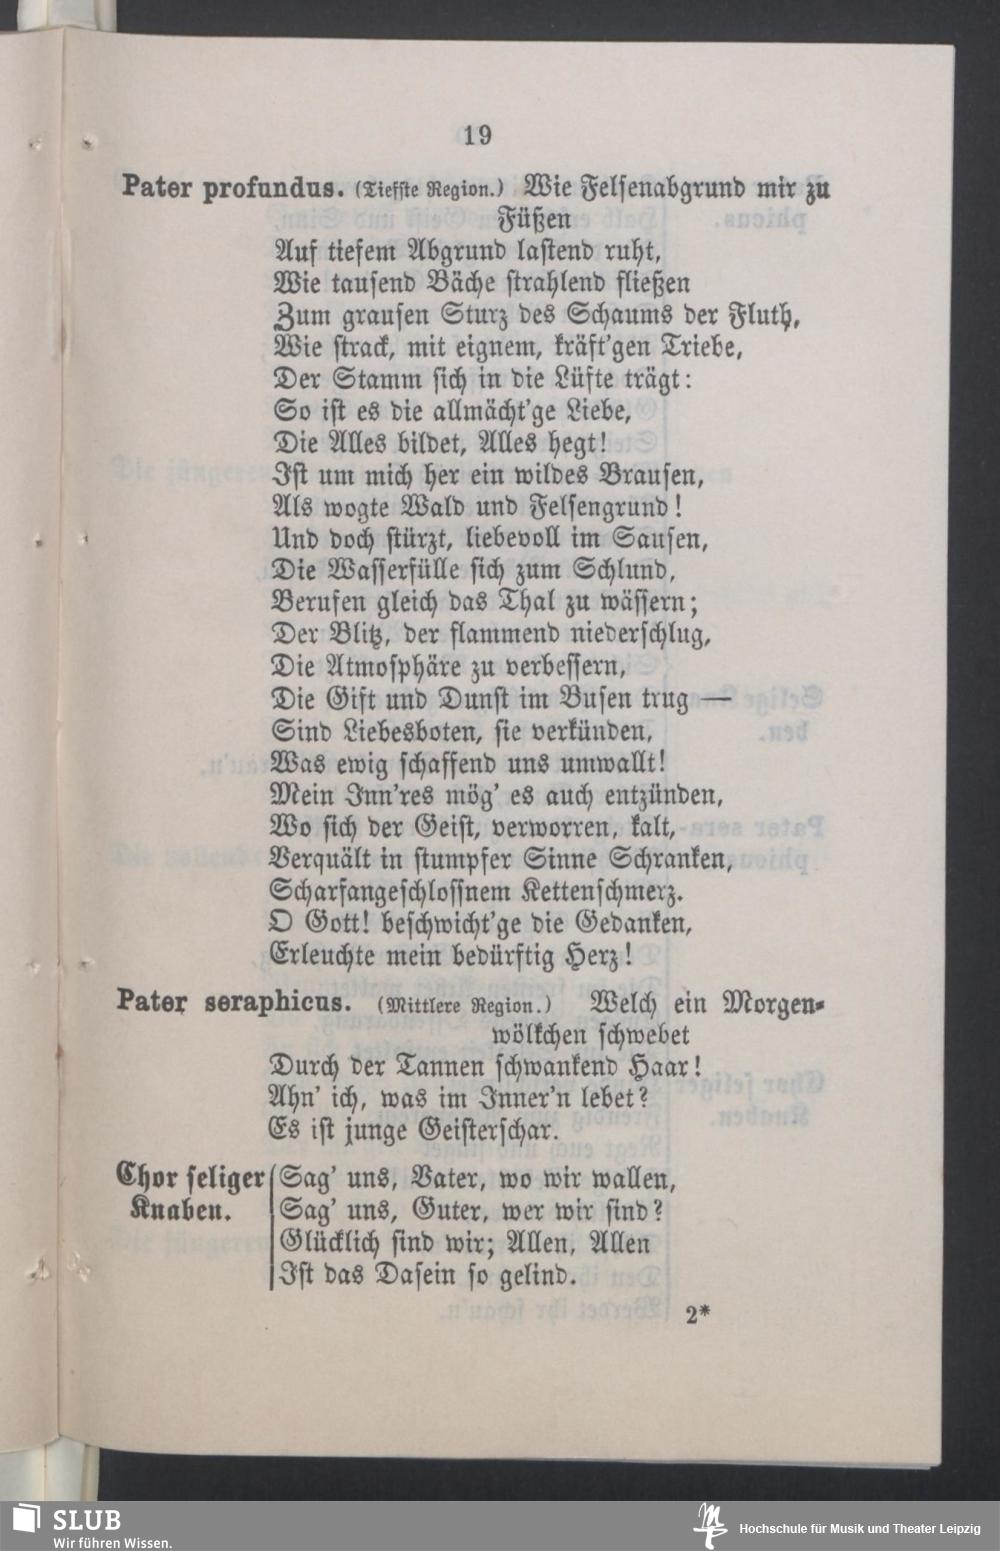 19
Pater profundus. (Tiefste Region.) Wie Felsenabgrund mir zu
Füßen
Auf tiefem Abgrund lastend ruht,
Wie tausend Bäche strahlend fließen
Zum grausen Sturz des Schaums der Fluth,
Wie strack, mit eignem, kräft'gen Triebe,
Der Stamm sich in die Lüfte trägt:
So ist es die allmächt'ge Liebe,
Die Alles bildet, Alles hegt!
Ist um mich her ein wildes Brausen,
Als wogte Wald und Felsengrund!
Und doch stürzt, liebevoll im Sausen,
Die Wasserfülle sich zum Schlund,
Berufen gleich das Thal zu wässern;
Der Blitz, der flammend niederschlug,
Die Atmosphäre zu verbessern,
Die Gift und Dunst im Busen trug —
Sind Liebesboten, sie verkünden,
Was ewig schaffend uns umwallt!
Mein Inn'res mög' es auch entzünden,
Wo sich der Geist, verworren, kalt,
Verquält in stumpfer Sinne Schranken,
Scharfangeschlossnem Kettenschmerz.
O Gott! beschwicht'ge die Gedanken,
Erleuchte mein bedürftig Herz!
Pater seraphicus. (Mittlere Region.) Welch ein Morgen-
wölkchen schwebet
Durch der Tannen schwankend Haar!
Ahn' ich, was im Inner'n lebet?
Es ist junge Geisterschar.
Chor seliger Sag' uns, Vater, wo wir wallen,
Knaben. Sag' uns, Guter, wer wir sind?
Glücklich sind wir; Allen, Allen
Ist das Dasein so gelind.
2*
SLUB
Wir führen Wissen.
Hochschule für Musik und Theater Leipzig